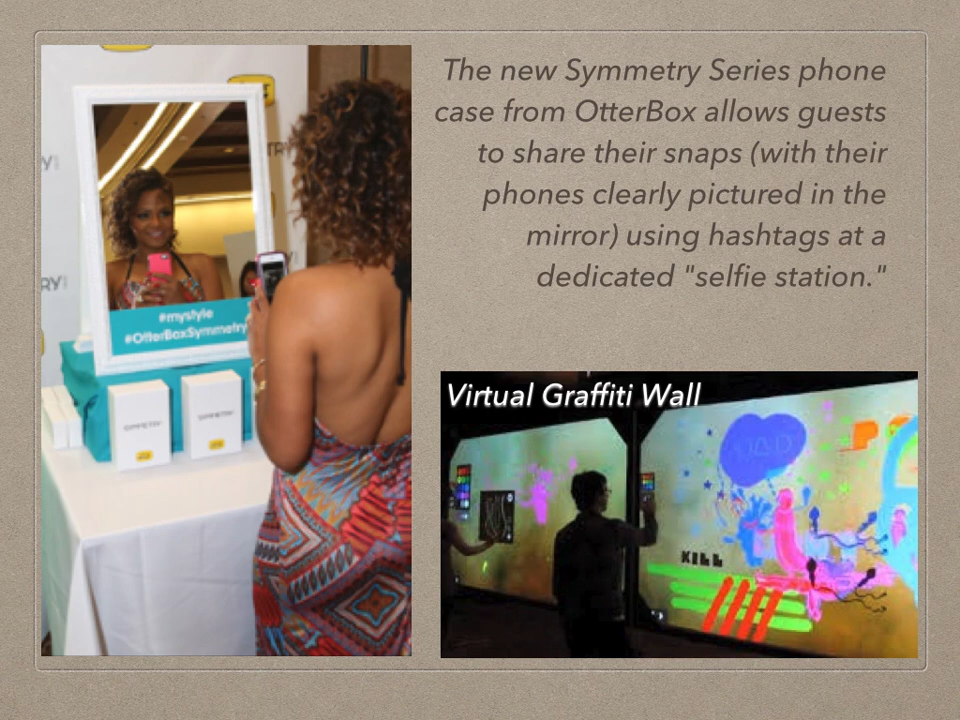 The new Symmetry Series phone
case from OtterBox allows guests
to share their snaps (with their
phones clearly pictured in the
mirror) using hashtags at a
dedicated "selfie station."
#mystyle
#OtterBoxSymmetry
Virtual Graffiti Wall
KILL